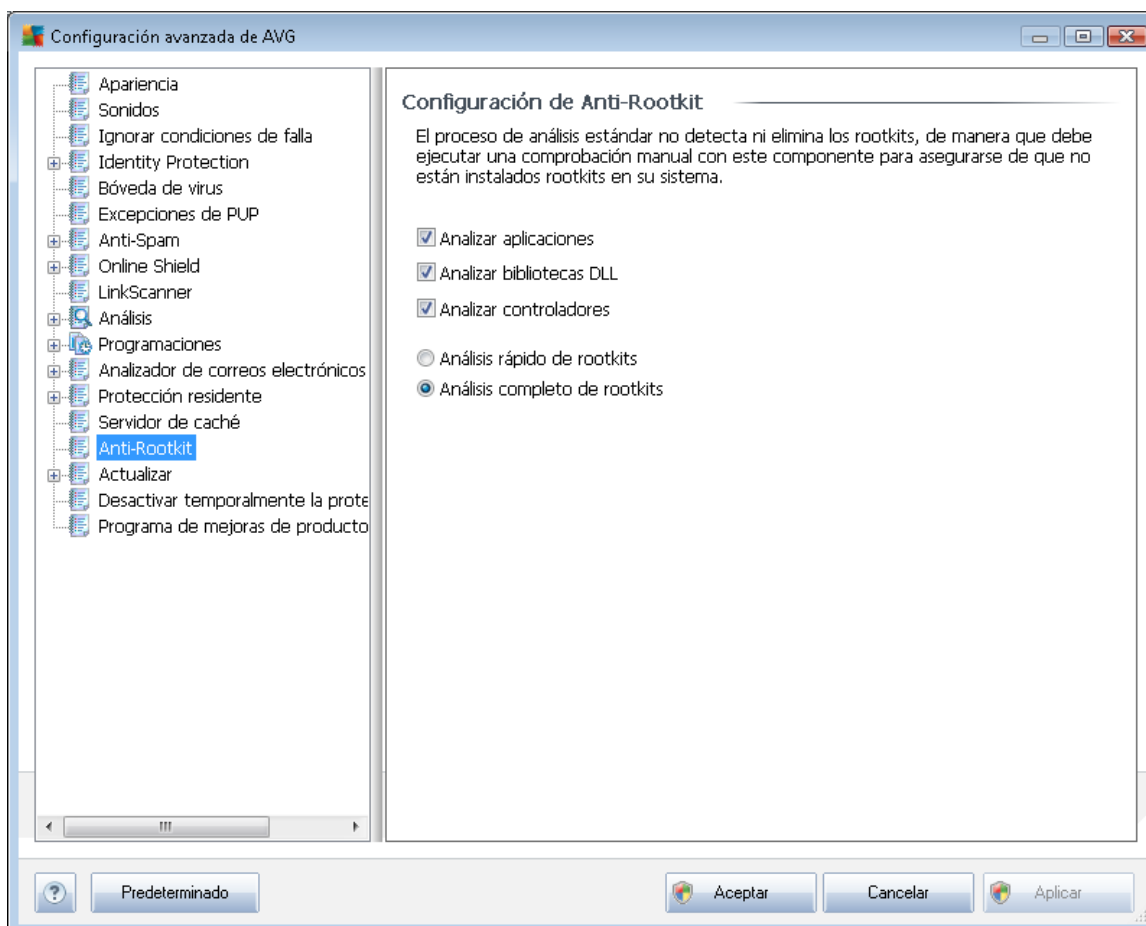 Configuración avanzada de AVG
Apariencia
Sonidos
Ignorar condiciones de falla
Identity Protection
Bóveda de virus
Excepciones de PUP
Anti-Spam
Online Shield
LinkScanner
Análisis
Programaciones
Analizador de correos electrónicos
Protección residente
Servidor de caché
Anti-Rootkit
Actualizar
Desactivar temporalmente la prote
Programa de mejoras de producto
Configuración de Anti-Rootkit
El proceso de análisis estándar no detecta ni elimina los rootkits, de manera que debe
ejecutar una comprobación manual con este componente para asegurarse de que no
están instalados rootkits en su sistema.
Analizar aplicaciones
Analizar bibliotecas DLL
Analizar controladores
Análisis rápido de rootkits
Análisis completo de rootkits
?
Predeterminado
Aceptar
Cancelar
Aplicar